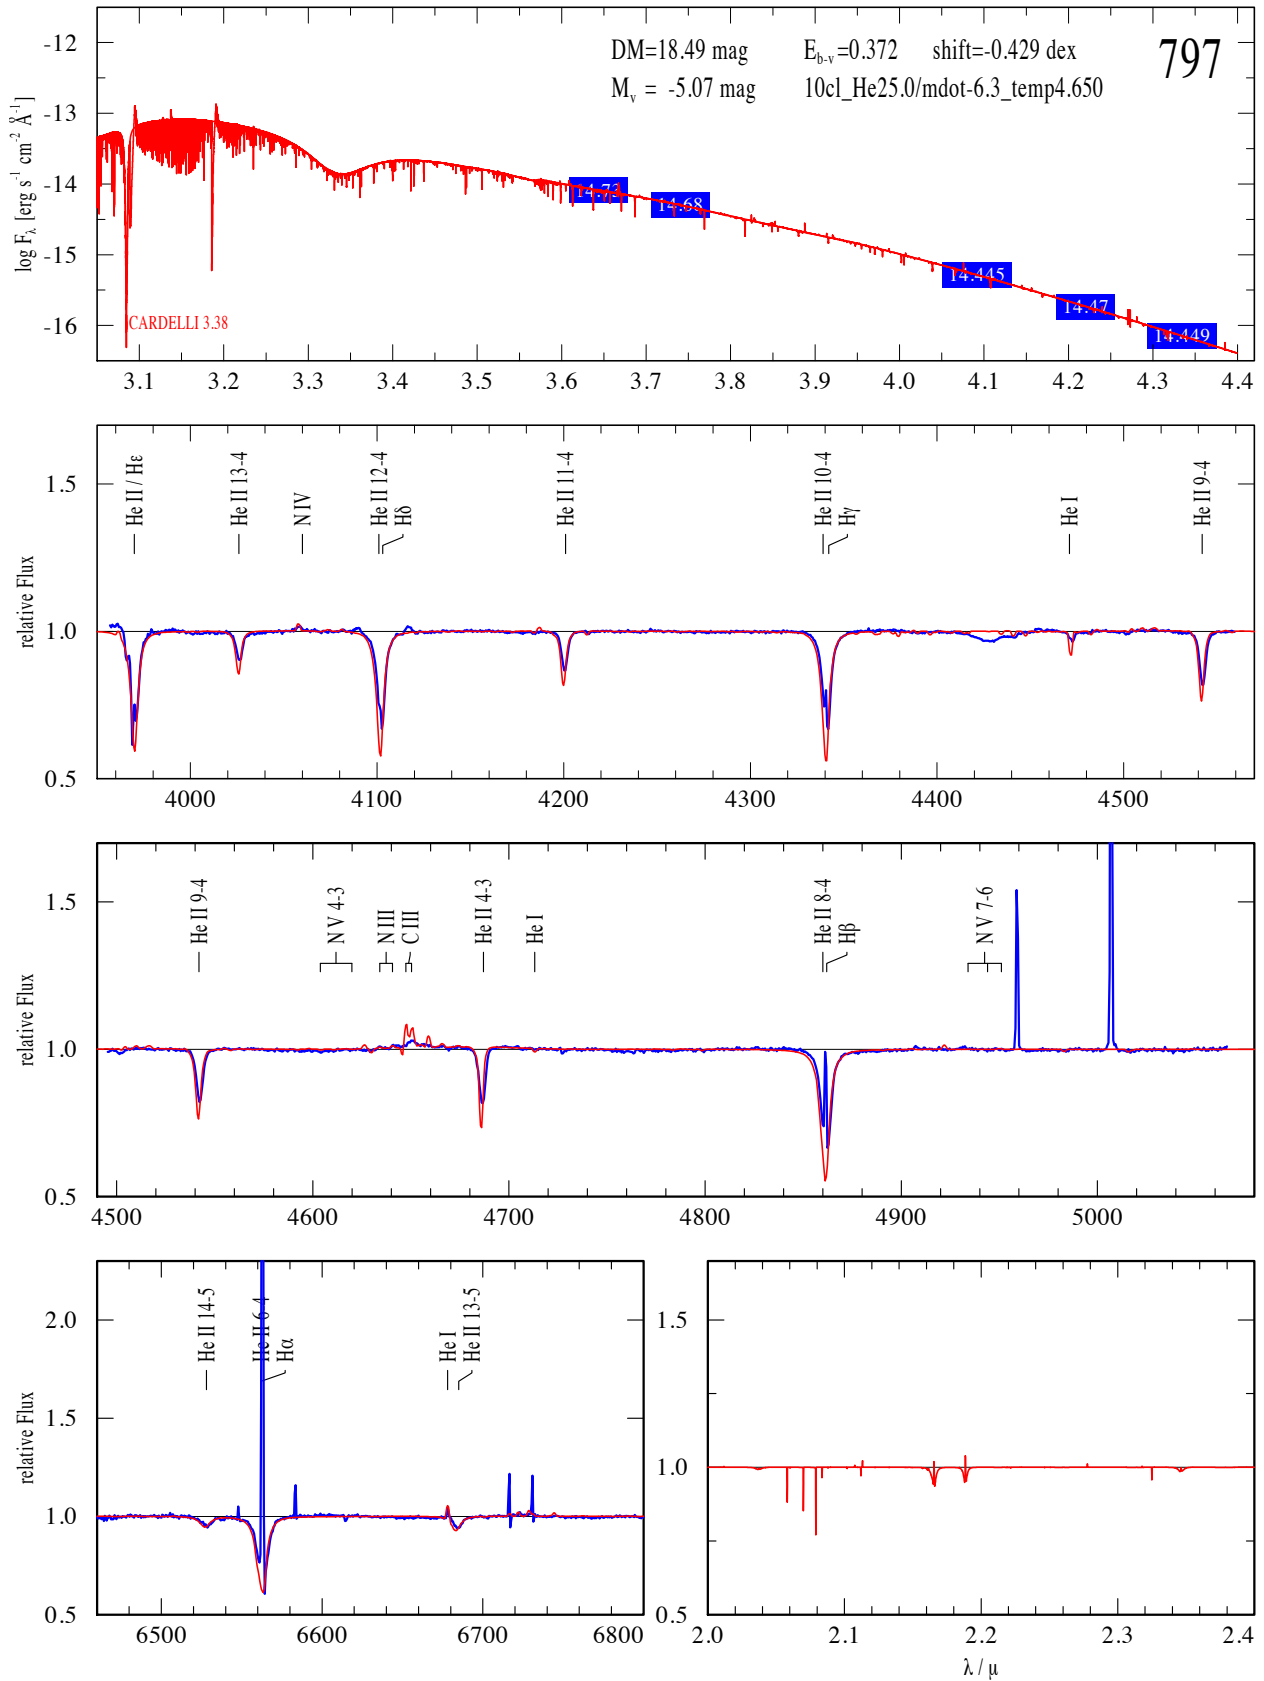 -12
-13
-14
-15
-16
log F_λ [erg s⁻¹ cm⁻² Å⁻¹]
DM=18.49 mag E_b-v=0.372 shift=-0.429 dex 797
M_v = -5.07 mag 10cl_He25.0/mdot-6.3_temp4.650
14.73
14.68
14.445
14.47
14.449
CARDELLI 3.38
3.1 3.2 3.3 3.4 3.5 3.6 3.7 3.8 3.9 4.0 4.1 4.2 4.3 4.4
1.5
1.0
0.5
relative Flux
He II / Hε
He II 13-4
N IV
He II 12-4
Hδ
He II 11-4
He II 10-4
Hγ
He I
He II 9-4
4000 4100 4200 4300 4400 4500
1.5
1.0
0.5
relative Flux
He II 9-4
N V 4-3
N III
C III
He II 4-3
He I
He II 8-4
Hβ
N V 7-6
4500 4600 4700 4800 4900 5000
2.0
1.5
1.0
0.5
relative Flux
He II 14-5
He II 6-4
Hα
He I
He II 13-5
6500 6600 6700 6800
1.5
1.0
0.5
2.0 2.1 2.2 2.3 2.4
λ / μ